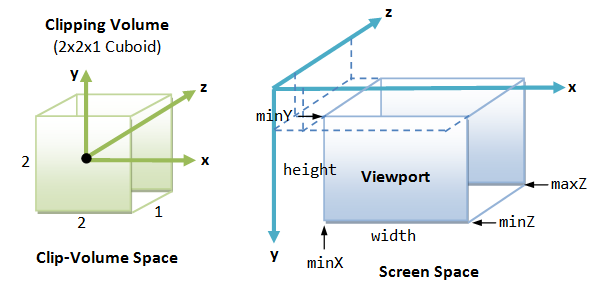 Clipping Volume
(2x2x1 Cuboid)
y
z
x
2
2
1
Clip-Volume Space
z
x
minY
height
Viewport
maxZ
minZ
width
y
minX
Screen Space